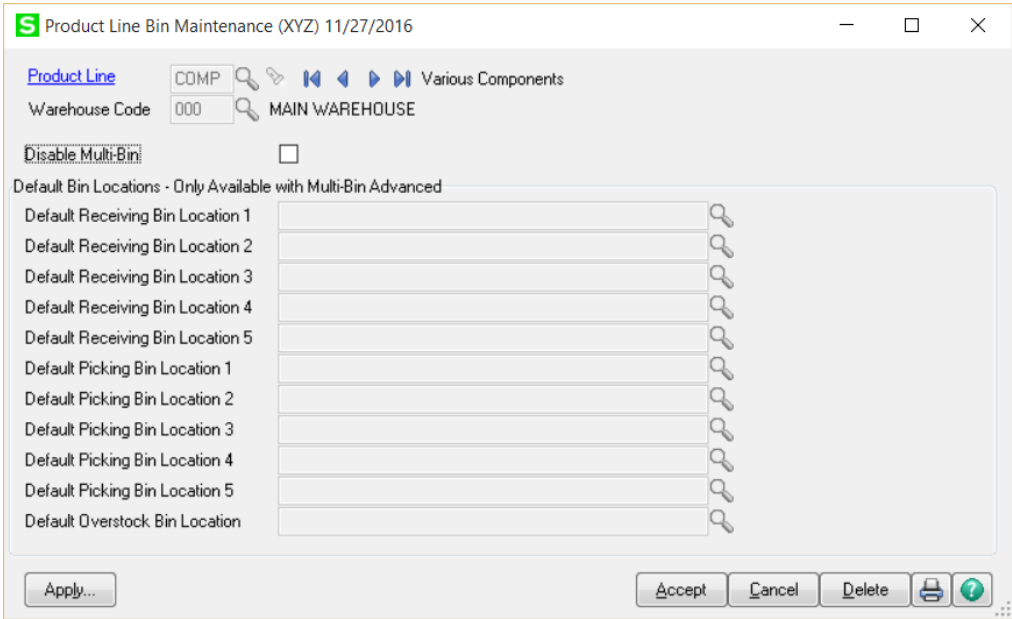 S Product Line Bin Maintenance (XYZ) 11/27/2016
Product Line COMP Various Components
Warehouse Code 000 MAIN WAREHOUSE
Disable Multi-Bin
Default Bin Locations - Only Available with Multi-Bin Advanced
Default Receiving Bin Location 1
Default Receiving Bin Location 2
Default Receiving Bin Location 3
Default Receiving Bin Location 4
Default Receiving Bin Location 5
Default Picking Bin Location 1
Default Picking Bin Location 2
Default Picking Bin Location 3
Default Picking Bin Location 4
Default Picking Bin Location 5
Default Overstock Bin Location
Apply... Accept Cancel Delete ?